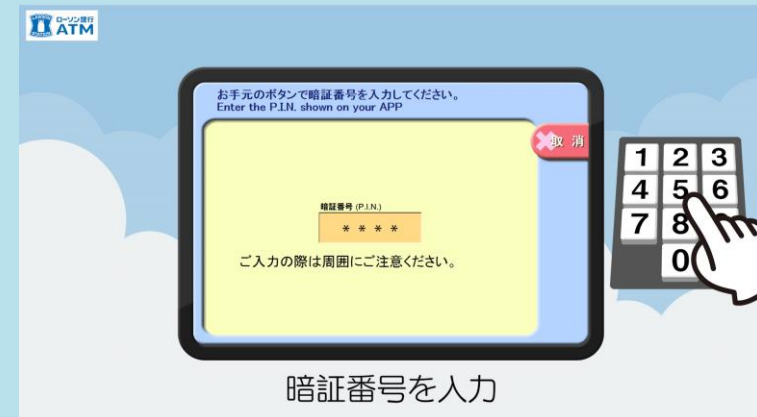 ローソン銀行
ATM
お手元のボタンで暗証番号を入力してください。
Enter the P.I.N. shown on your APP
取 消
暗証番号 (P.I.N.)
* * * *
ご入力の際は周囲にご注意ください。
1 2 3
4 5 6
7 8
0
暗証番号を入力